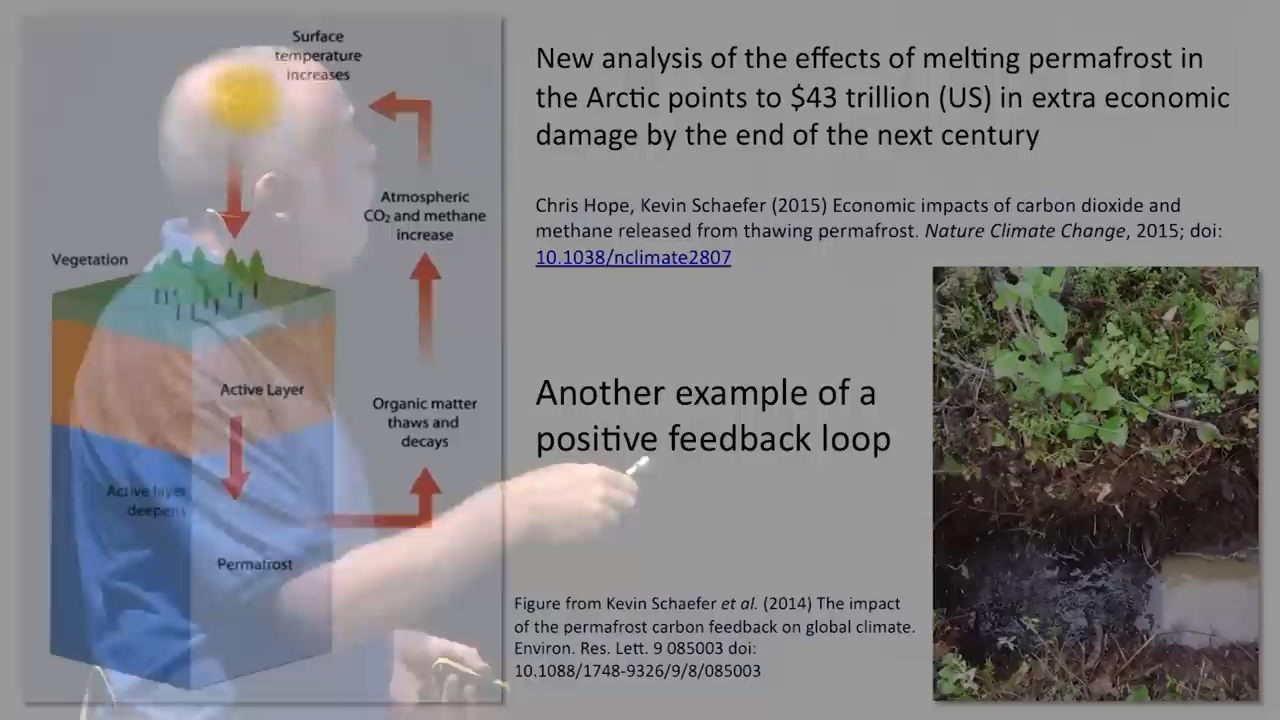 Surface
temperature
increases
Atmospheric
CO₂ and methane
increase
Vegetation
Active Layer
Organic matter
thaws and
decays
Active layer
deepens
Permafrost
New analysis of the effects of melting permafrost in
the Arctic points to $43 trillion (US) in extra economic
damage by the end of the next century
Chris Hope, Kevin Schaefer (2015) Economic impacts of carbon dioxide and
methane released from thawing permafrost. Nature Climate Change, 2015; doi:
10.1038/nclimate2807
Another example of a
positive feedback loop
Figure from Kevin Schaefer et al. (2014) The impact
of the permafrost carbon feedback on global climate.
Environ. Res. Lett. 9 085003 doi:
10.1088/1748-9326/9/8/085003